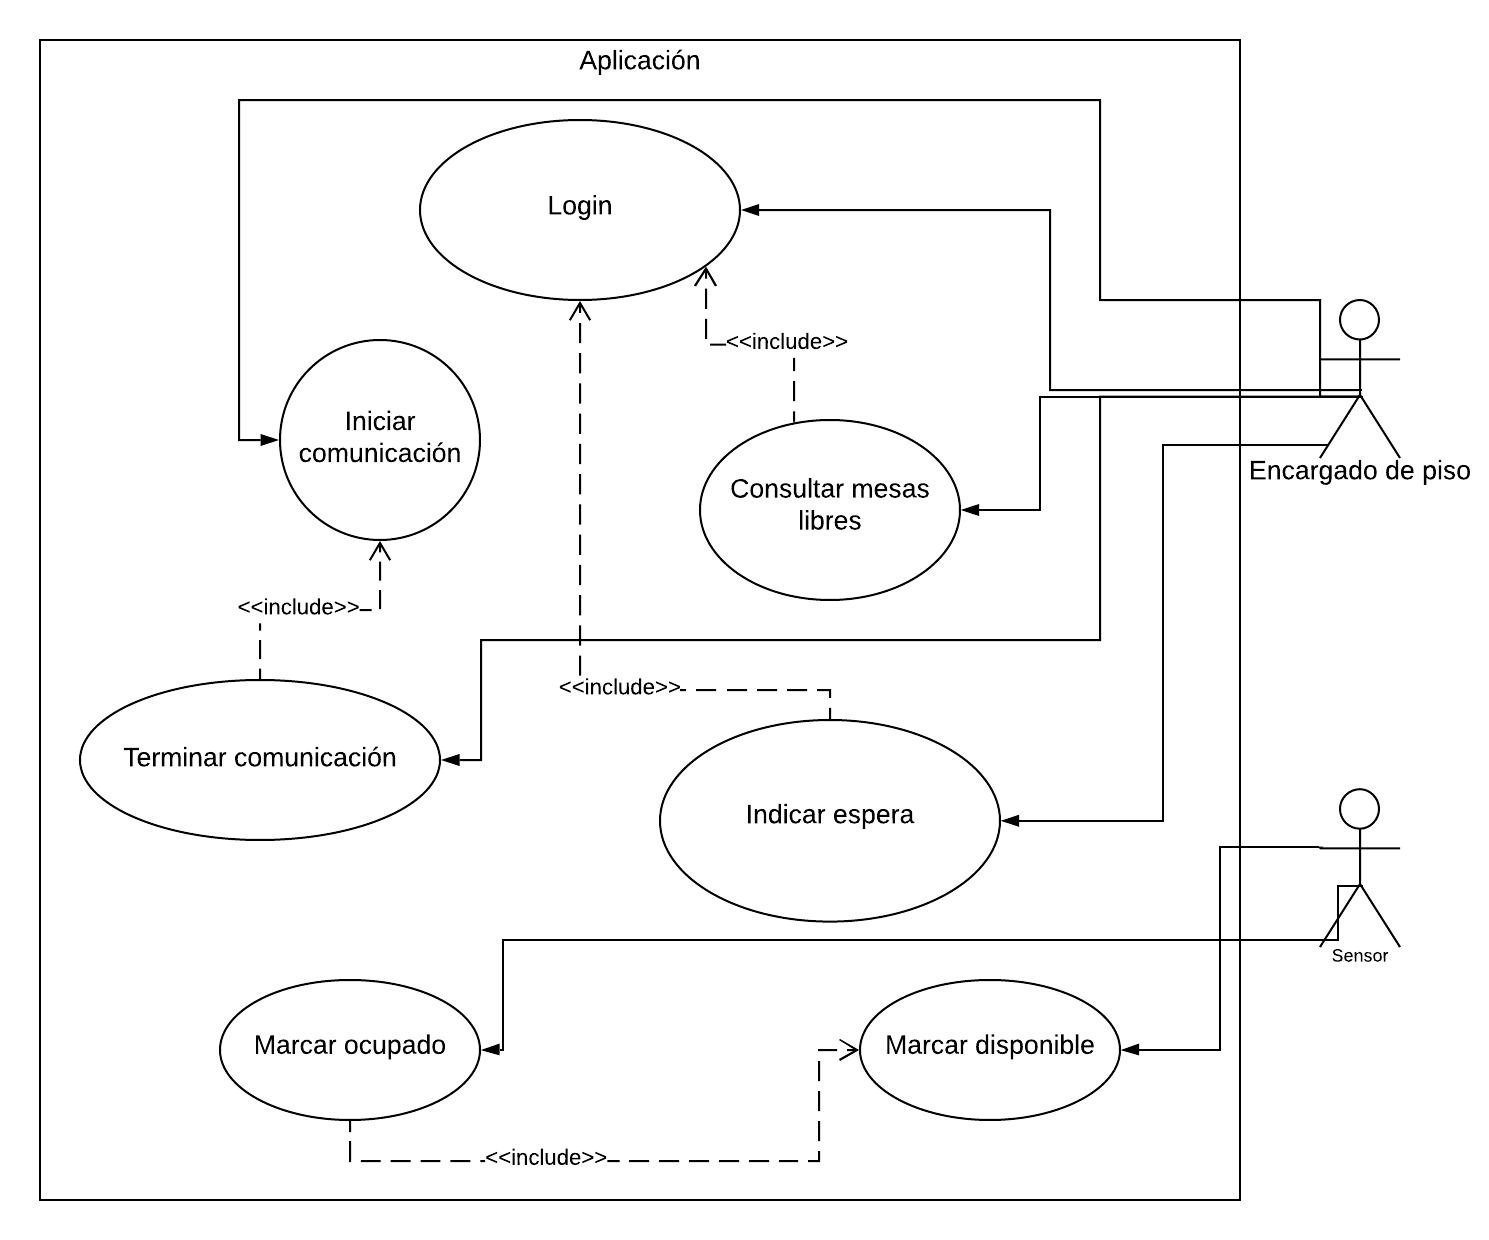 Aplicación
Login
<<include>>
Iniciar
comunicación
Consultar mesas
libres
Encargado de piso
<<include>>
<<include>>
Terminar comunicación
Indicar espera
Sensor
Marcar ocupado
Marcar disponible
<<include>>